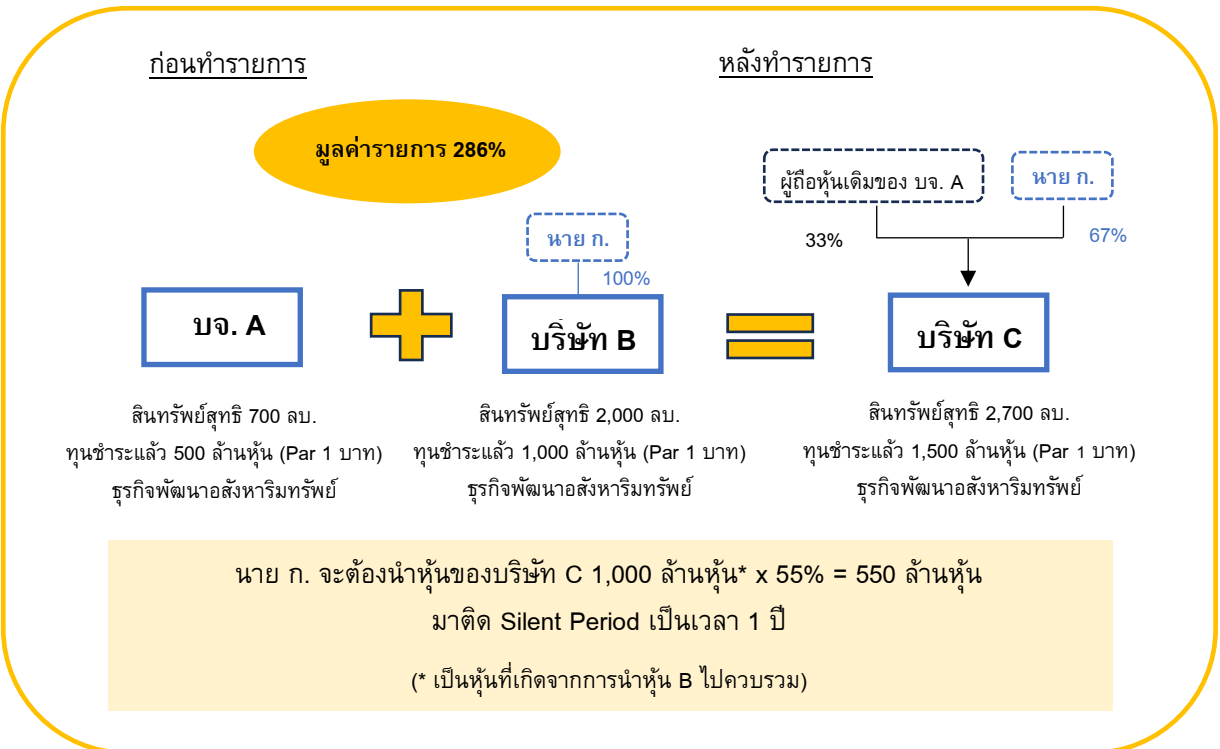 ก่อนทำรายการ
หลังทำรายการ
มูลค่ารายการ 286%
ผู้ถือหุ้นเดิมของ บจ. A
นาย ก.
33%
67%
นาย ก.
100%
บจ. A
บริษัท B
บริษัท C
สินทรัพย์สุทธิ 700 ลบ.
ทุนชำระแล้ว 500 ล้านหุ้น (Par 1 บาท)
ธุรกิจพัฒนาอสังหาริมทรัพย์
สินทรัพย์สุทธิ 2,000 ลบ.
ทุนชำระแล้ว 1,000 ล้านหุ้น (Par 1 บาท)
ธุรกิจพัฒนาอสังหาริมทรัพย์
สินทรัพย์สุทธิ 2,700 ลบ.
ทุนชำระแล้ว 1,500 ล้านหุ้น (Par 1 บาท)
ธุรกิจพัฒนาอสังหาริมทรัพย์
นาย ก. จะต้องนำหุ้นของบริษัท C 1,000 ล้านหุ้น* x 55% = 550 ล้านหุ้น
มาติด Silent Period เป็นเวลา 1 ปี
(* เป็นหุ้นที่เกิดจากการนำหุ้น B ไปควบรวม)